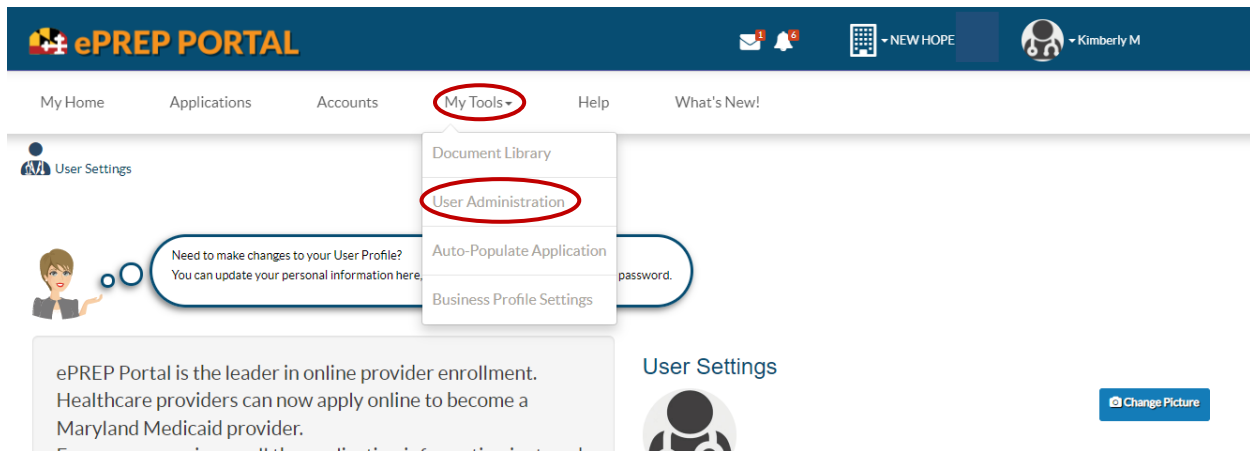 ePREP PORTAL
1
6
NEW HOPE
Kimberly M
My Home
Applications
Accounts
My Tools
Help
What's New!
Document Library
User Administration
Auto-Populate Application
Business Profile Settings
User Settings
Need to make changes to your User Profile?
You can update your personal information here, password.
ePREP Portal is the leader in online provider enrollment.
Healthcare providers can now apply online to become a
Maryland Medicaid provider.
User Settings
Change Picture